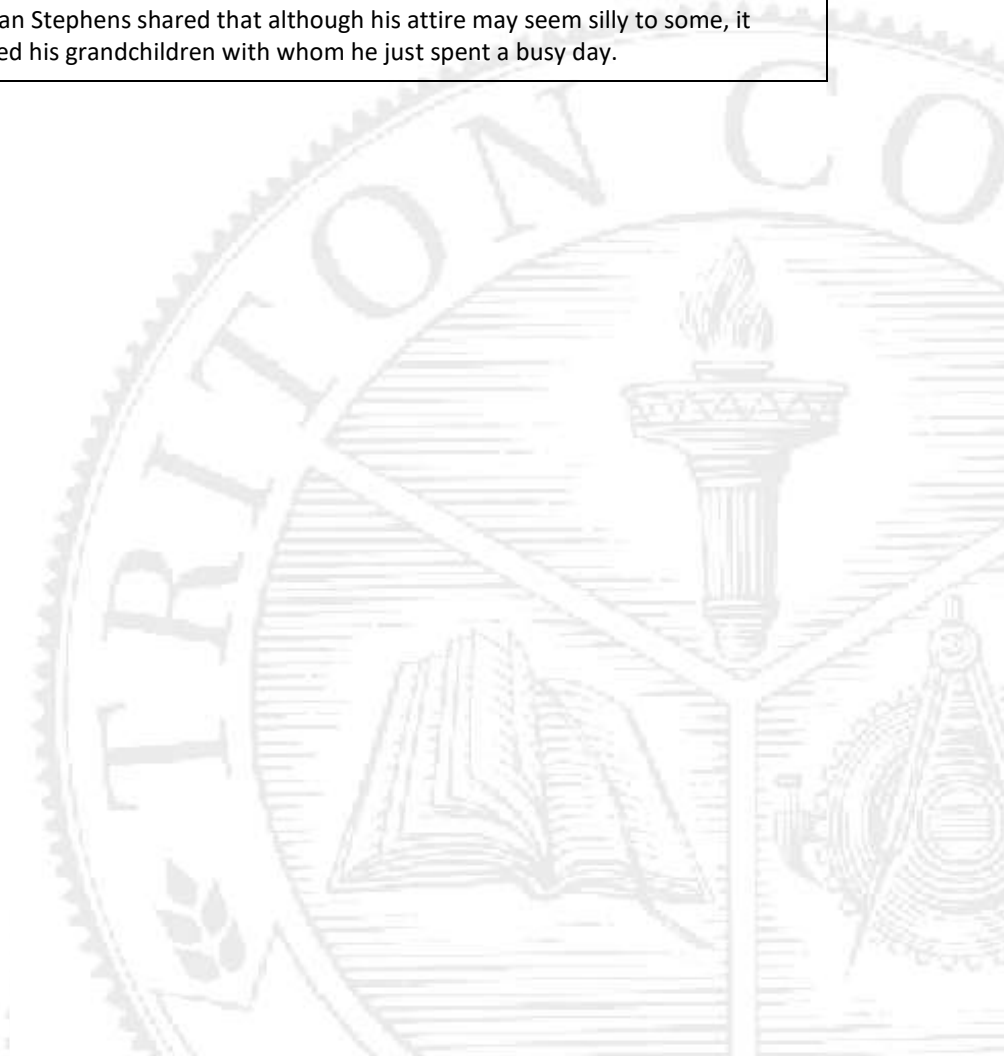 an Stephens shared that although his attire may seem silly to some, it
ed his grandchildren with whom he just spent a busy day.
TRITON CO